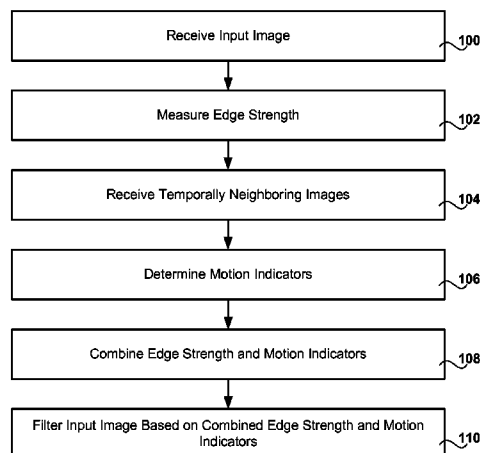 Receive Input Image
100
Measure Edge Strength
102
Receive Temporally Neighboring Images
104
Determine Motion Indicators
106
Combine Edge Strength and Motion Indicators
108
Filter Input Image Based on Combined Edge Strength and Motion
Indicators
110